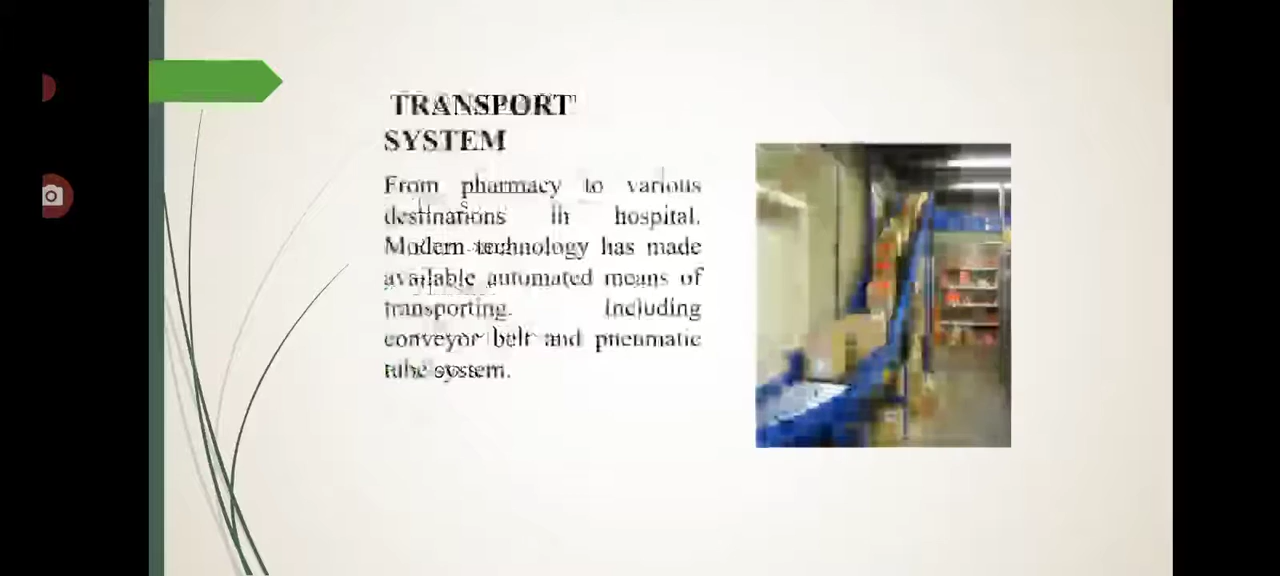 TRANSPORT
SYSTEM
From pharmacy to various
destinations in hospital.
Modern technology has made
available automated means of
transporting. Including
conveyor belt and pneumatic
tube system.